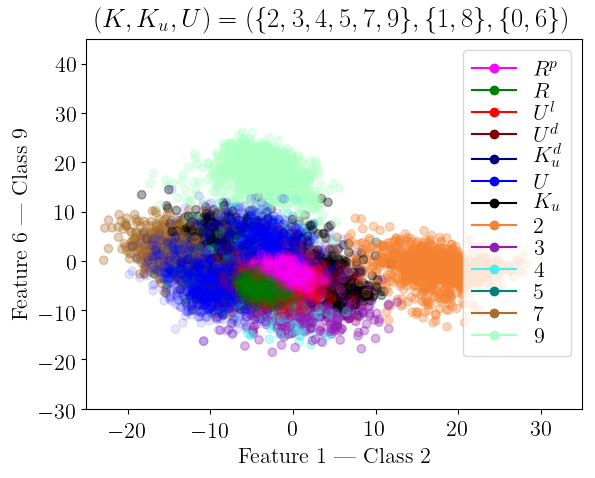 (K, K_u, U) = ({2, 3, 4, 5, 7, 9}, {1, 8}, {0, 6})
40
30
20
10
0
−10
−20
−30
Feature 6 — Class 9
R^p
R
U^l
U^d
K_u^d
U
K_u
2
3
4
5
7
9
−20 −10 0 10 20 30
Feature 1 — Class 2